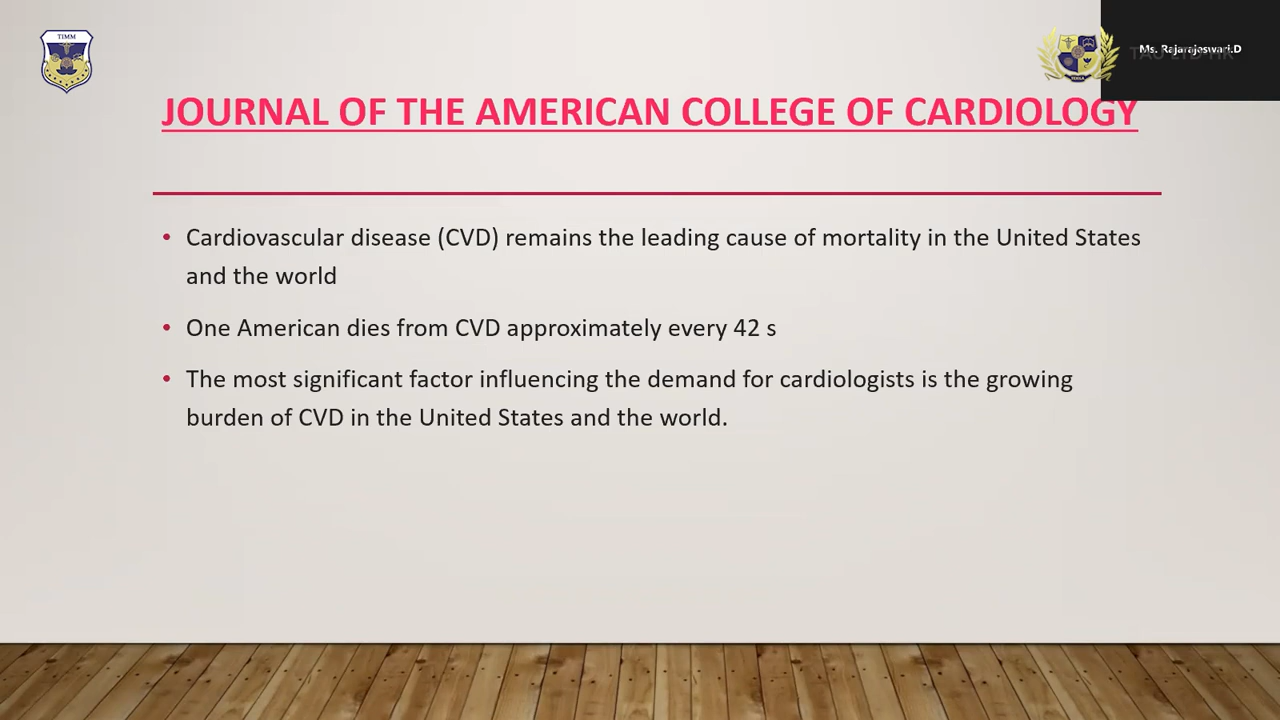 TIMM
Ms. Rajarajeswari.D
JOURNAL OF THE AMERICAN COLLEGE OF CARDIOLOGY
• Cardiovascular disease (CVD) remains the leading cause of mortality in the United States
and the world
• One American dies from CVD approximately every 42 s
• The most significant factor influencing the demand for cardiologists is the growing
burden of CVD in the United States and the world.